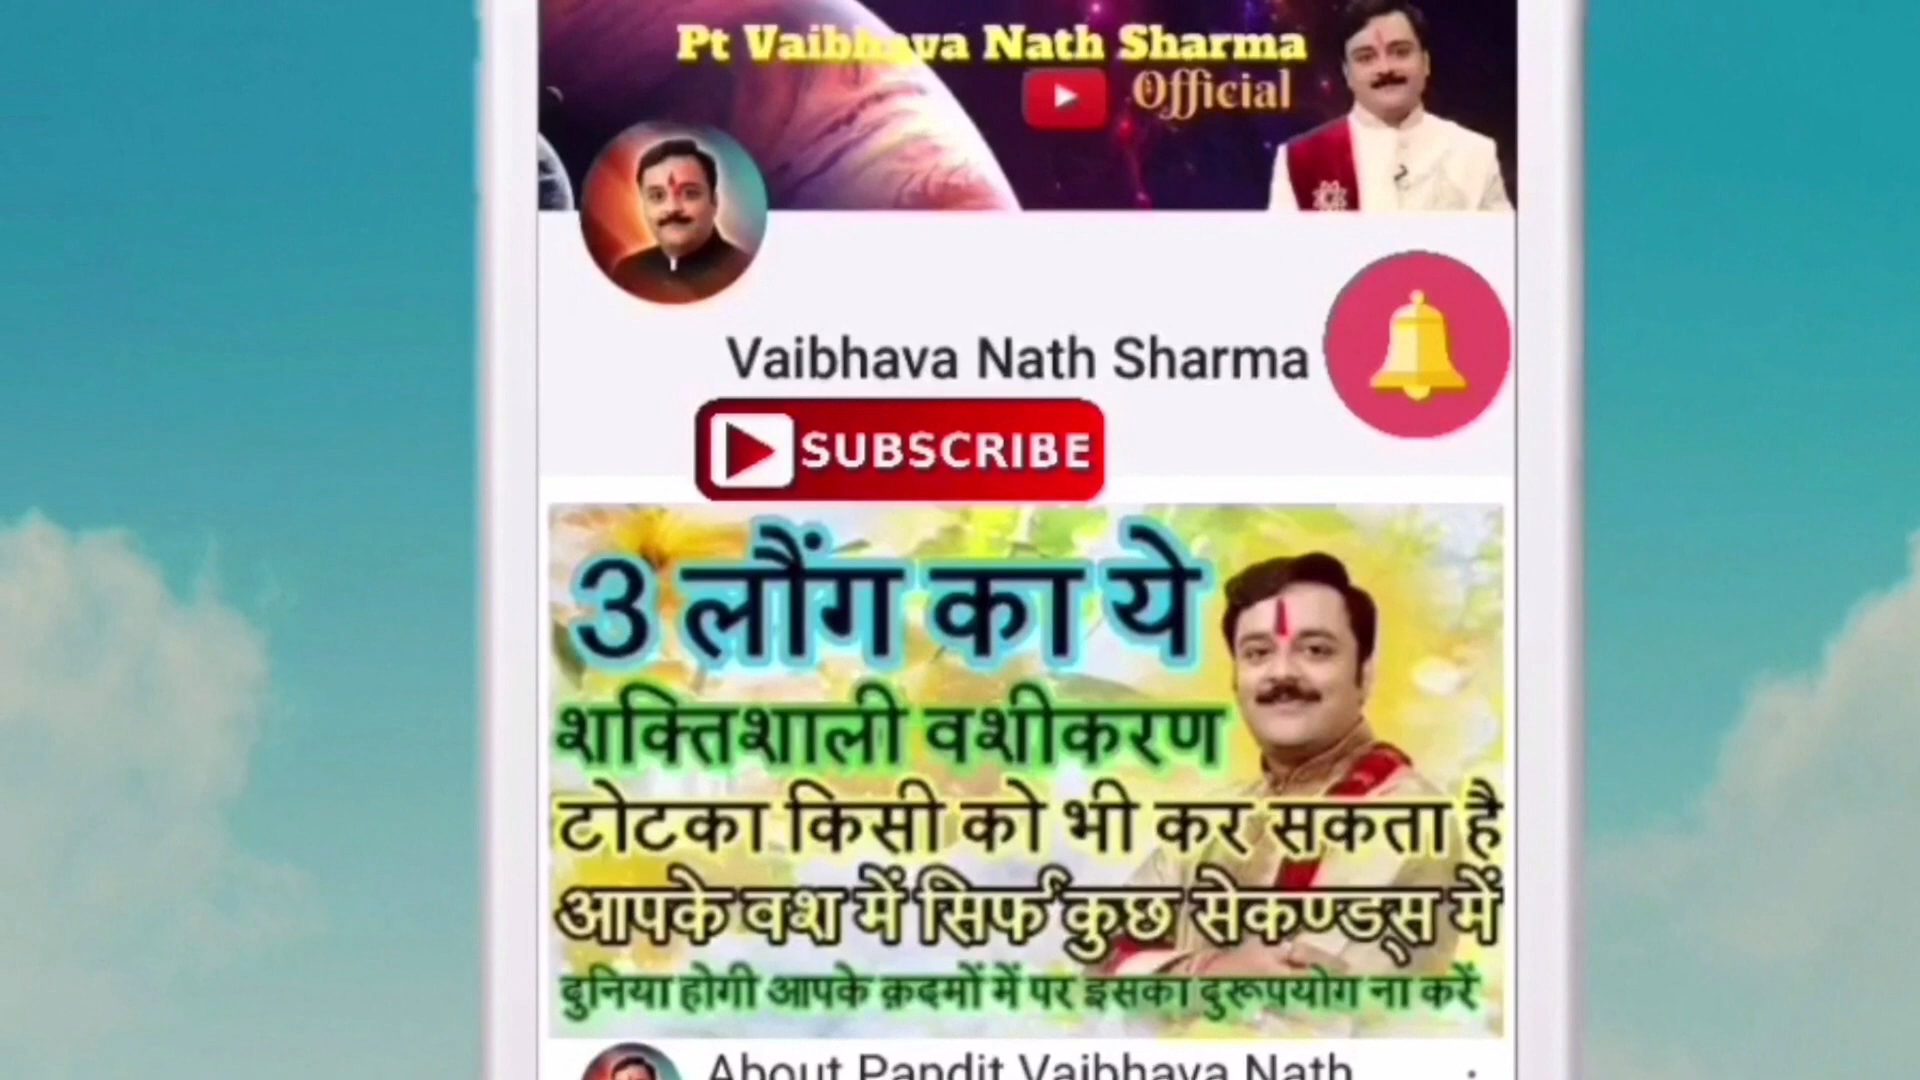 Pt Vaibhava Nath Sharma
Official
Vaibhava Nath Sharma
SUBSCRIBE
3 लौंग का ये
शक्तिशाली वशीकरण
टोटका किसी को भी कर सकता है
आपके वश में सिर्फ कुछ सेकण्ड्स में
दुनिया होगी आपके क़दमों में पर इसका दुरूपयोग ना करें
About Pandit Vaibhava Nath